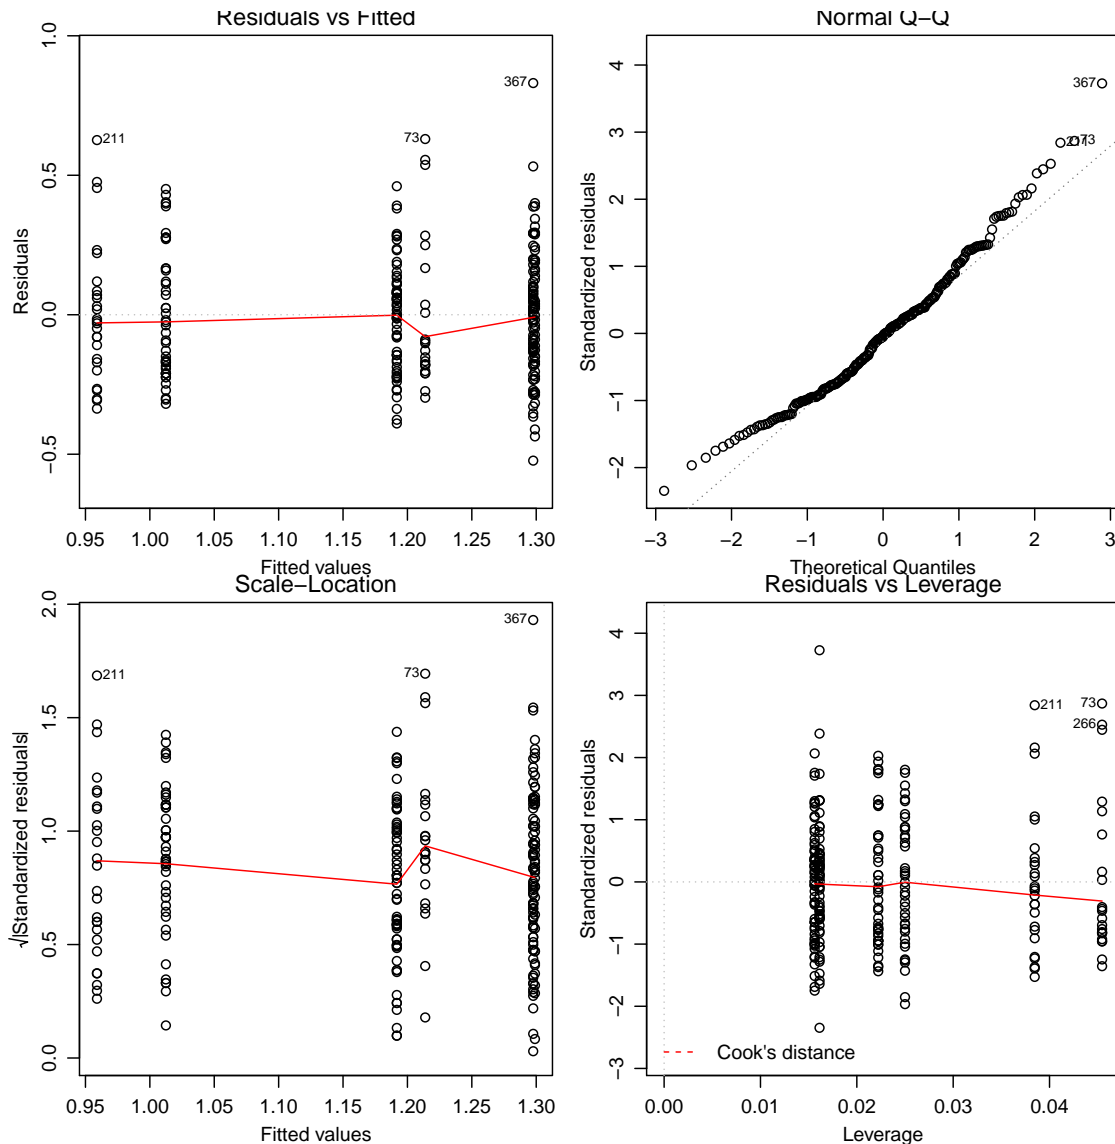 Residuals vs Fitted
Residuals
1.0
0.5
0.0
−0.5
367
211
73
0.95 1.00 1.05 1.10 1.15 1.20 1.25 1.30
Fitted values
Normal Q−Q
Standardized residuals
4
3
2
1
0
−1
−2
367
73
−3 −2 −1 0 1 2 3
Theoretical Quantiles
Scale−Location
√|Standardized residuals|
2.0
1.5
1.0
0.5
0.0
367
211
73
0.95 1.00 1.05 1.10 1.15 1.20 1.25 1.30
Fitted values
Residuals vs Leverage
Standardized residuals
4
3
2
1
0
−1
−2
−3
211
73
266
Cook's distance
0.00 0.01 0.02 0.03 0.04
Leverage